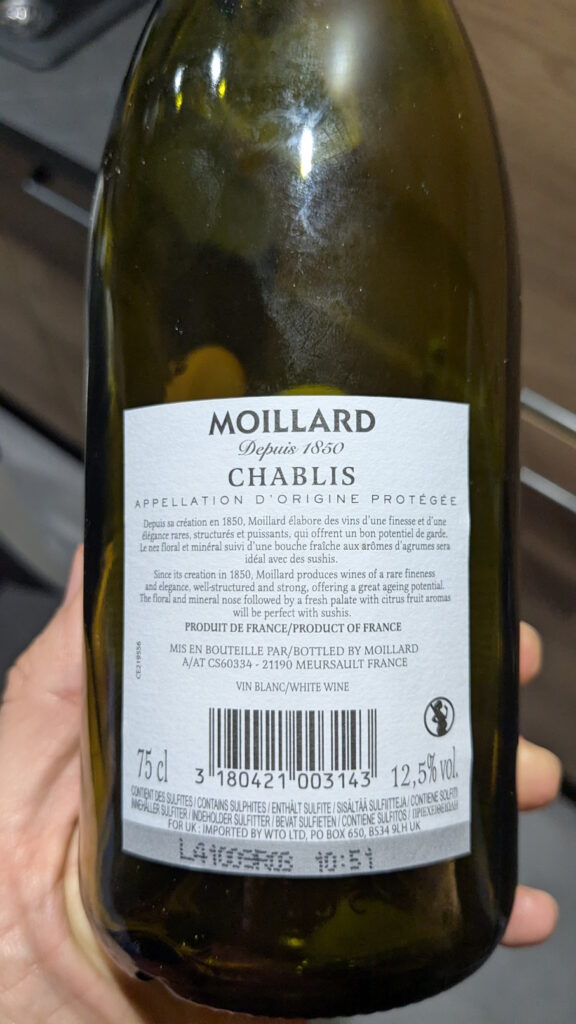 MOILLARD
Depuis 1850
CHABLIS
APPELLATION D'ORIGINE PROTÉGÉE
Depuis sa création en 1850, Moillard élabore des vins d'une finesse et d'une
élégance rares, structurés et puissants, qui offrent un bon potentiel de garde.
Le nez floral et minéral suivi d'une bouche fraîche aux arômes d'agrumes sera
idéal avec des sushis.
Since its creation in 1850, Moillard produces wines of a rare fineness
and elegance, well-structured and strong, offering a great ageing potential.
The floral and mineral nose followed by a fresh palate with citrus fruit aromas
will be perfect with sushis.
PRODUIT DE FRANCE/PRODUCT OF FRANCE
MIS EN BOUTEILLE PAR/BOTTLED BY MOILLARD
A/AT CS60334 - 21190 MEURSAULT FRANCE
VIN BLANC/WHITE WINE
CE219556
75 cl
3 180421 003143
12,5% vol.
CONTIENT DES SULFITES / CONTAINS SULPHITES / ENTHÄLT SULFITE / SISÄLTÄÄ SULFIITTEJA / CONTIENE SOLFITI
INNEHÅLLER SULFITER / INDEHOLDER SULFITTER / BEVAT SULFIETEN / CONTIENE SULFITOS /
FOR UK : IMPORTED BY WTO LTD, PO BOX 650, BS34 9LH UK
10:51